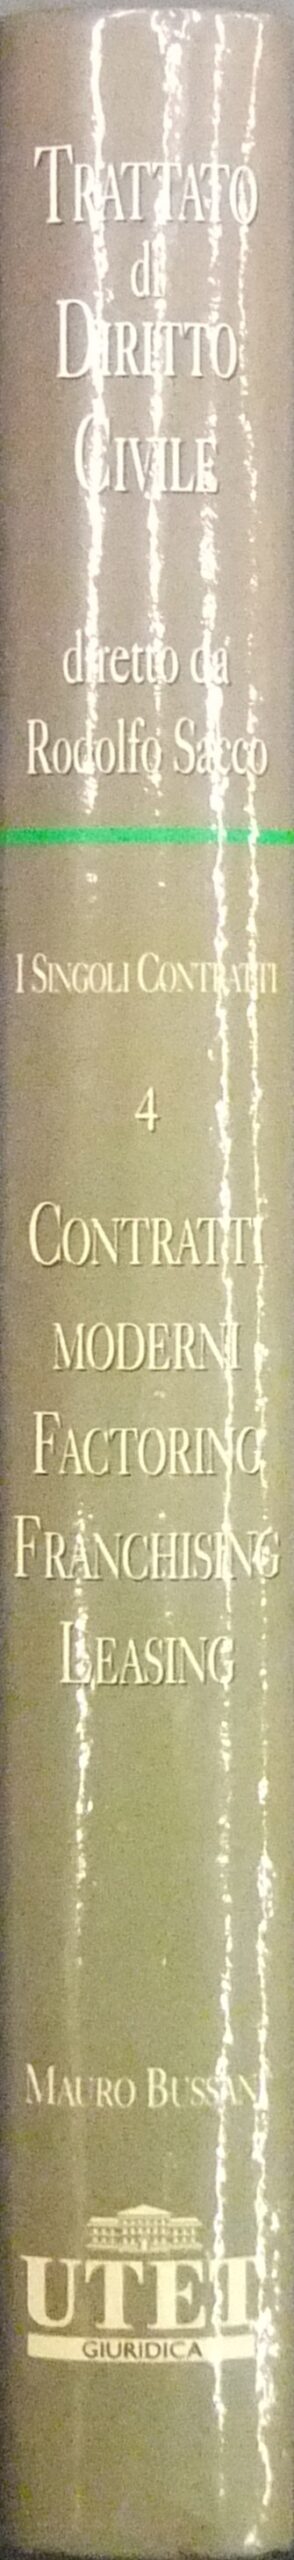 TRATTATO
di
DIRITTO
CIVILE
diretto da
Rodolfo Sacco
I SINGOLI CONTRATTI
4
CONTRATTI
MODERNI
FACTORING
FRANCHISING
LEASING
MAURO BUSSANI
UTET
GIURIDICA